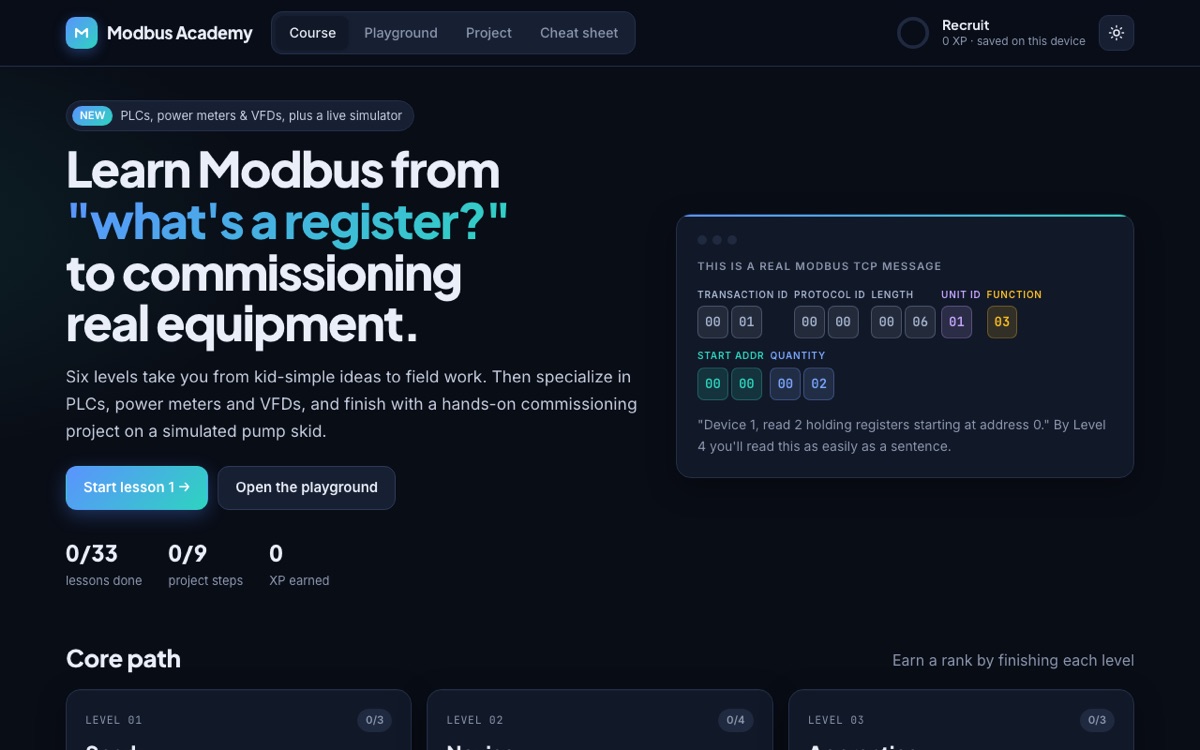 Modbus Academy
Course Playground Project Cheat sheet
Recruit
0 XP · saved on this device
NEW PLCs, power meters & VFDs, plus a live simulator
Learn Modbus from
"what's a register?"
to commissioning
real equipment.
Six levels take you from kid-simple ideas to field work. Then specialize in
PLCs, power meters and VFDs, and finish with a hands-on commissioning
project on a simulated pump skid.
Start lesson 1 →
Open the playground
0/33 0/9 0
lessons done project steps XP earned
THIS IS A REAL MODBUS TCP MESSAGE
TRANSACTION ID PROTOCOL ID LENGTH UNIT ID FUNCTION
00 01 00 00 00 06 01 03
START ADDR QUANTITY
00 00 00 02
"Device 1, read 2 holding registers starting at address 0." By Level
4 you'll read this as easily as a sentence.
Core path
Earn a rank by finishing each level
LEVEL 01 0/3
LEVEL 02 0/4
LEVEL 03 0/3